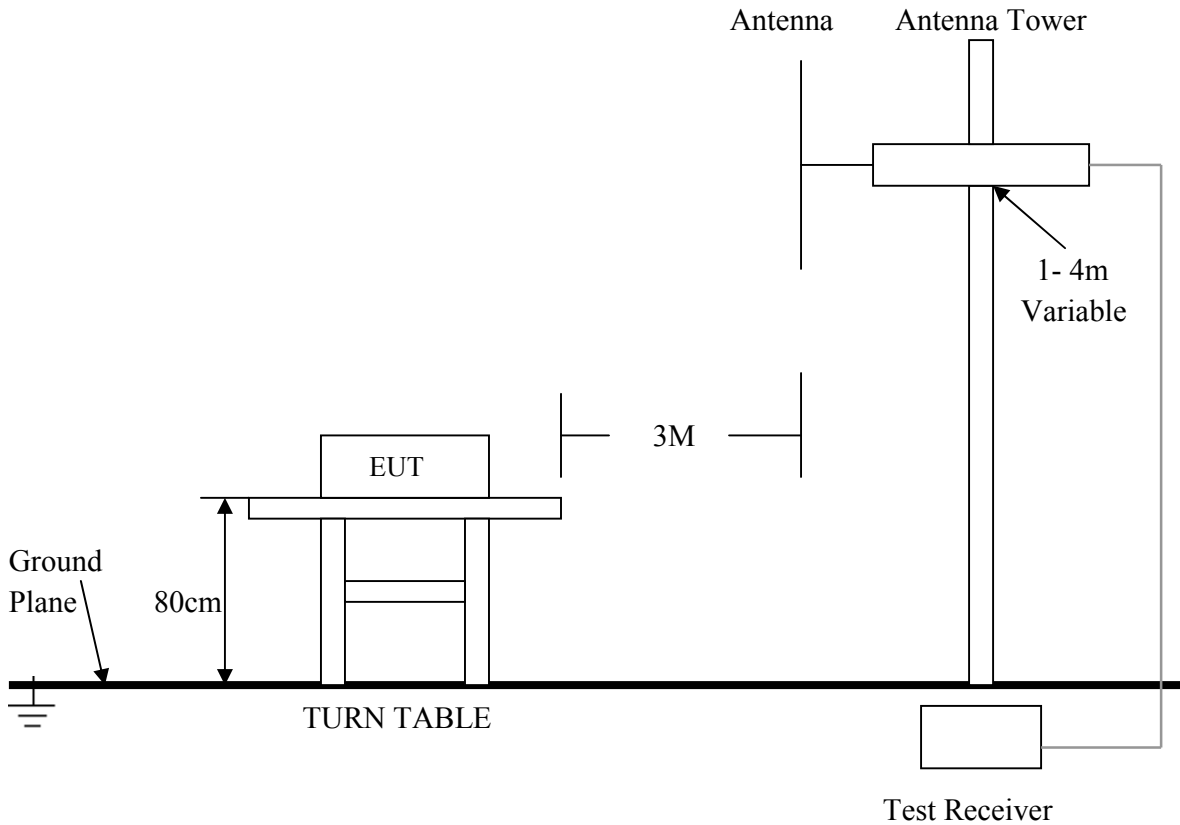 Antenna
Antenna Tower
1- 4m
Variable
3M
EUT
Ground
Plane
80cm
TURN TABLE
Test Receiver